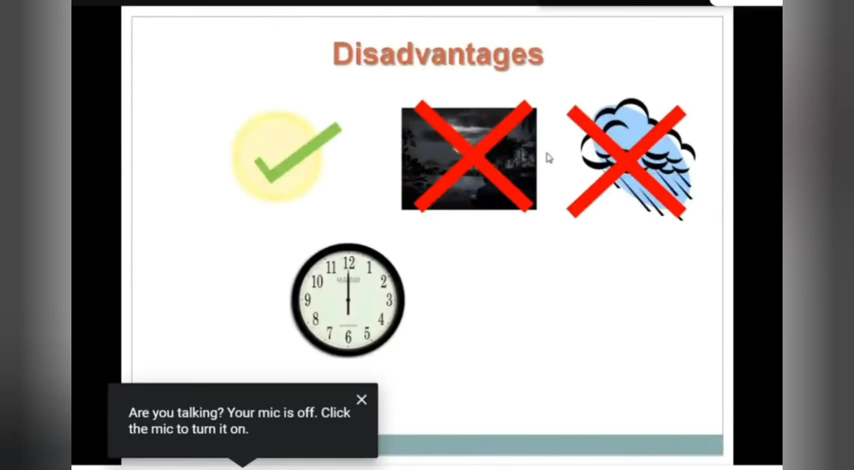 Disadvantages
11 12 1
10 2
9 3
8 4
7 6 5
Are you talking? Your mic is off. Click
the mic to turn it on.